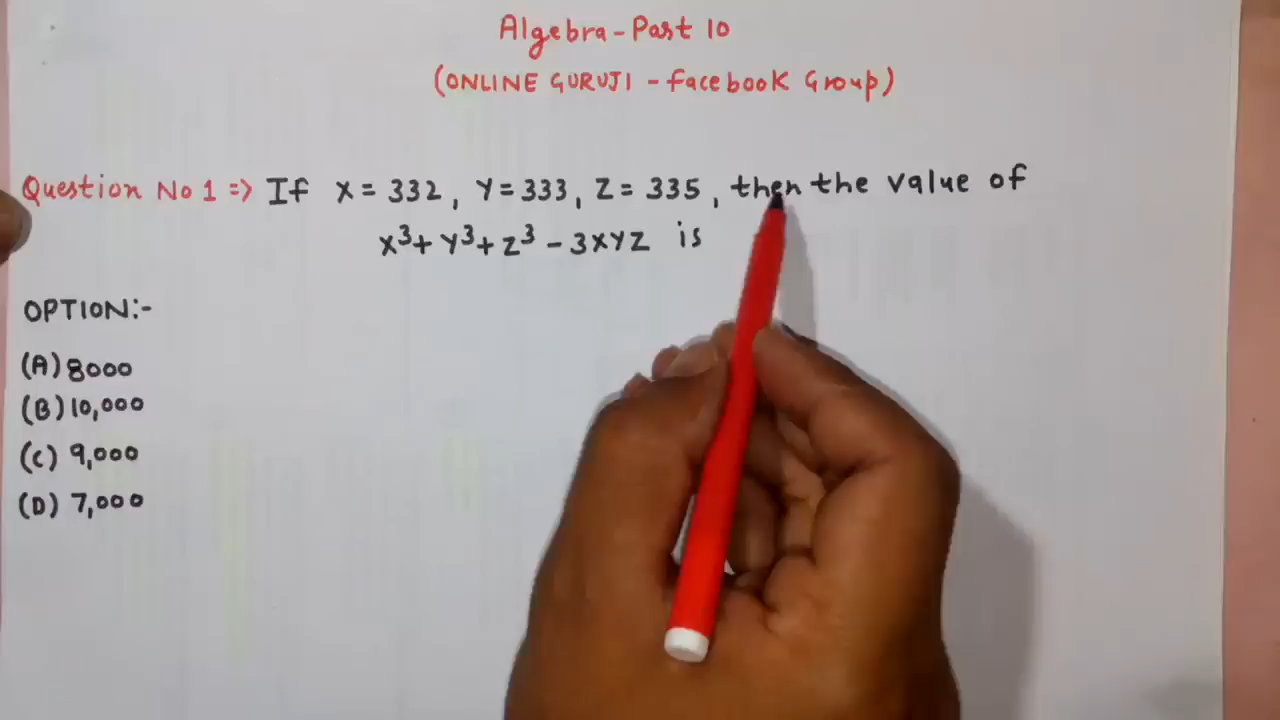 Algebra-Part 10
(ONLINE GURUJI - facebook Group)
Question No 1 => If X = 332, Y = 333, Z = 335, then the value of
x³ + y³ + z³ - 3XYZ is
OPTION:-
(A) 8000
(B) 10,000
(C) 9,000
(D) 7,000